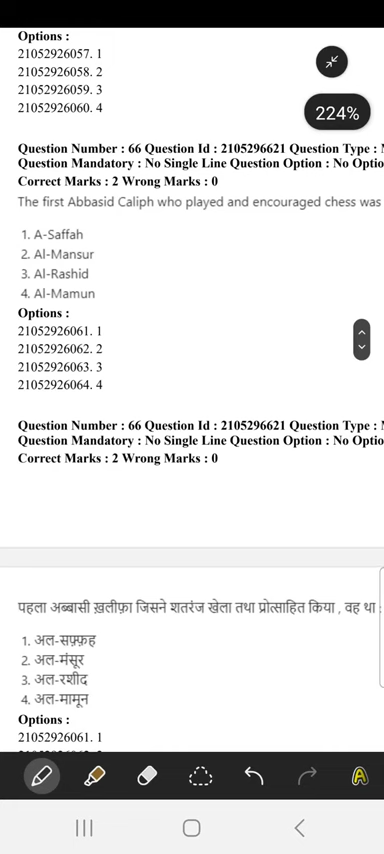 Options :
21052926057. 1
21052926058. 2
21052926059. 3
21052926060. 4
224%
Question Number : 66 Question Id : 2105296621 Question Type :
Question Mandatory : No Single Line Question Option : No Optio
Correct Marks : 2 Wrong Marks : 0
The first Abbasid Caliph who played and encouraged chess was
1. A-Saffah
2. Al-Mansur
3. Al-Rashid
4. Al-Mamun
Options :
21052926061. 1
21052926062. 2
21052926063. 3
21052926064. 4
Question Number : 66 Question Id : 2105296621 Question Type :
Question Mandatory : No Single Line Question Option : No Optio
Correct Marks : 2 Wrong Marks : 0
पहला अब्बासी ख़लीफ़ा जिसने शतरंज खेला तथा प्रोत्साहित किया , वह था :
1. अल-सफ़्फ़ह
2. अल-मंसूर
3. अल-रशीद
4. अल-मामून
Options :
21052926061. 1
A